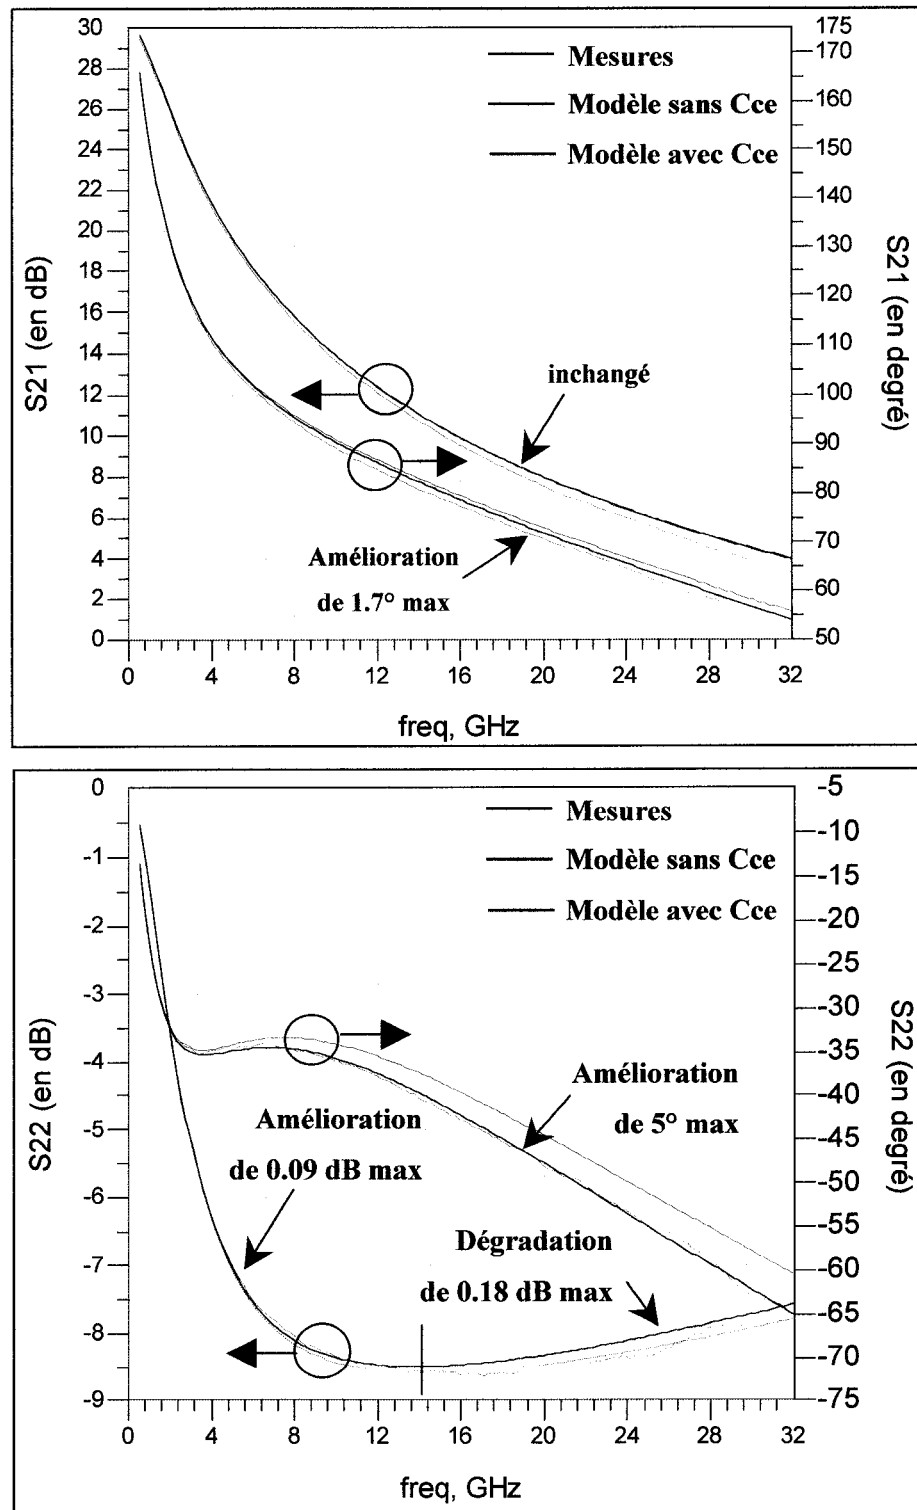 30
28
26
24
22
20
18
16
14
12
10
8
6
4
2
0
S21 (en dB)
Mesures
Modèle sans Cce
Modèle avec Cce
inchangé
Amélioration
de 1.7° max
175
170
160
150
140
130
120
110
100
90
80
70
60
50
S21 (en degré)
0 4 8 12 16 20 24 28 32
freq, GHz
0
-1
-2
-3
-4
-5
-6
-7
-8
-9
S22 (en dB)
Mesures
Modèle sans Cce
Modèle avec Cce
Amélioration
de 5° max
Amélioration
de 0.09 dB max
Dégradation
de 0.18 dB max
-5
-10
-15
-20
-25
-30
-35
-40
-45
-50
-55
-60
-65
-70
-75
S22 (en degré)
0 4 8 12 16 20 24 28 32
freq, GHz